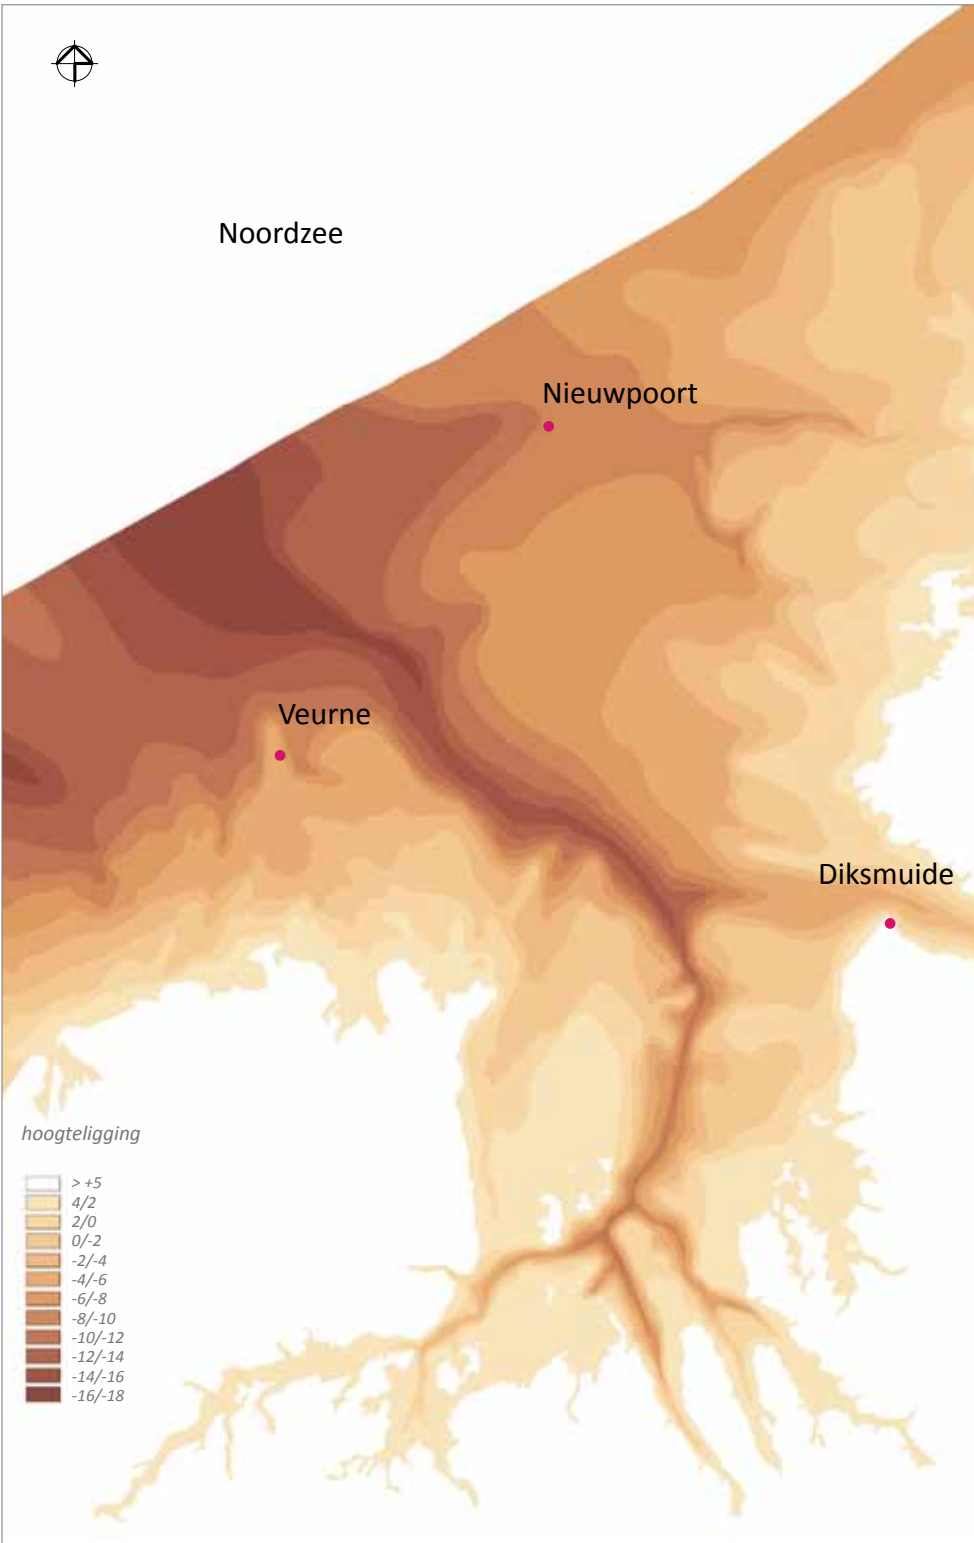 Noordzee
Nieuwpoort
Veurne
Diksmuide
hoogteligging
> +5
4/2
2/0
0/-2
-2/-4
-4/-6
-6/-8
-8/-10
-10/-12
-12/-14
-14/-16
-16/-18